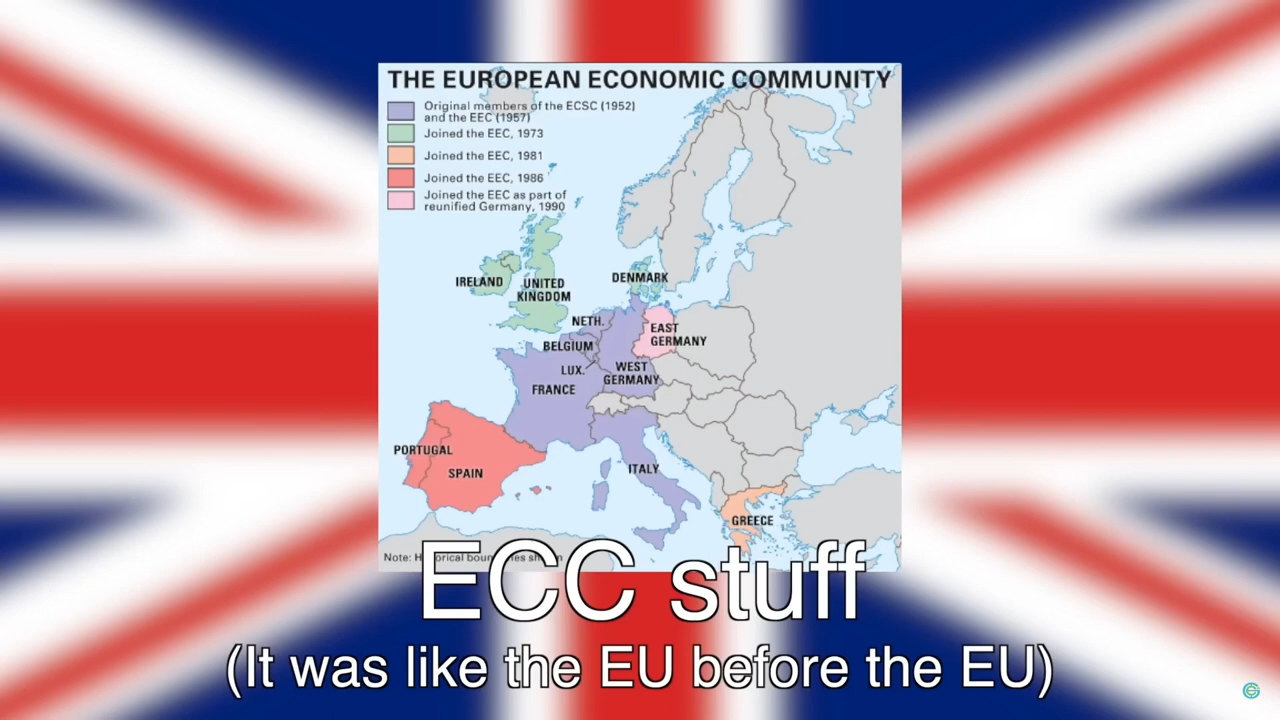 THE EUROPEAN ECONOMIC COMMUNITY
Original members of the ECSC (1952)
and the EEC (1957)
Joined the EEC, 1973
Joined the EEC, 1981
Joined the EEC, 1986
Joined the EEC as part of
reunified Germany, 1990
IRELAND
UNITED
KINGDOM
DENMARK
NETH.
EAST
GERMANY
BELGIUM
LUX.
WEST
GERMANY
FRANCE
PORTUGAL
SPAIN
ITALY
GREECE
Note:
ECC stuff
(It was like the EU before the EU)